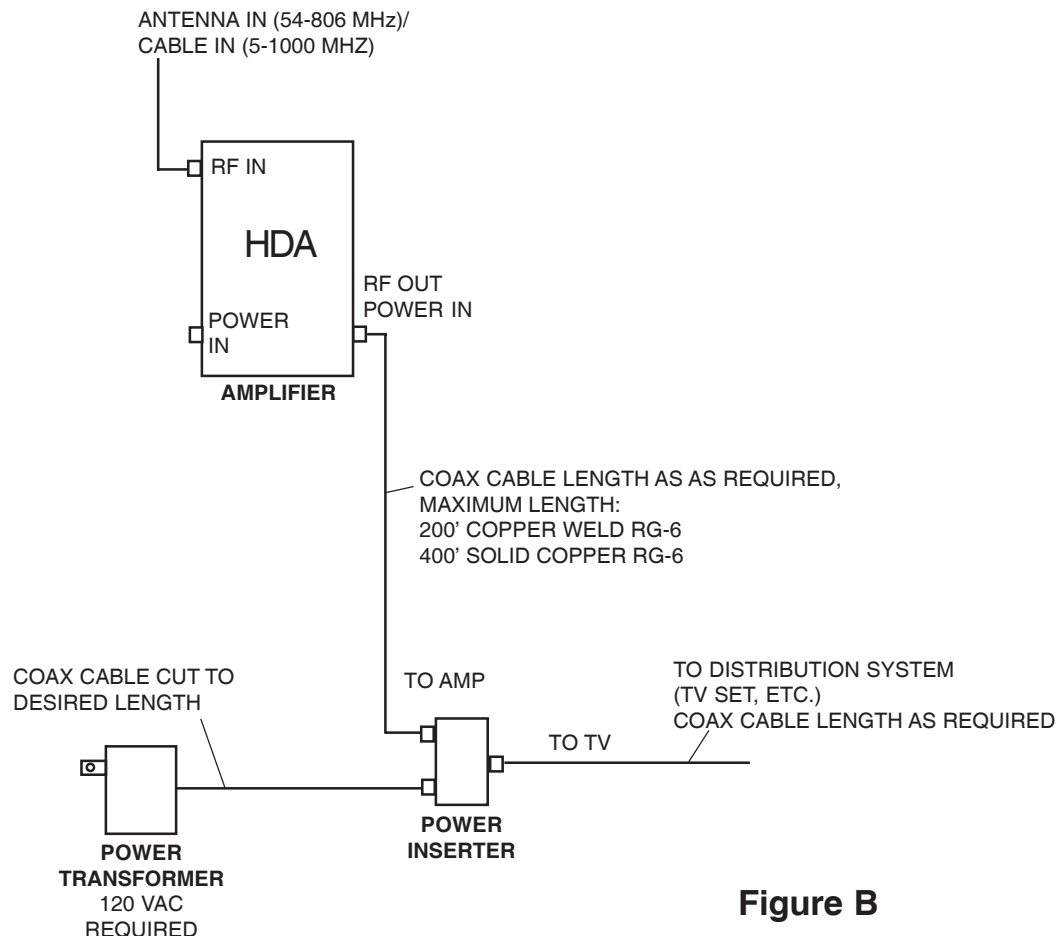 ANTENNA IN (54-806 MHz)/
CABLE IN (5-1000 MHZ)
RF IN
HDA
RF OUT
POWER IN
POWER
IN
AMPLIFIER
COAX CABLE LENGTH AS AS REQUIRED,
MAXIMUM LENGTH:
200' COPPER WELD RG-6
400' SOLID COPPER RG-6
COAX CABLE CUT TO
DESIRED LENGTH
TO AMP
TO DISTRIBUTION SYSTEM
(TV SET, ETC.)
COAX CABLE LENGTH AS REQUIRED
TO TV
POWER
INSERTER
POWER
TRANSFORMER
120 VAC
REQUIRED
Figure B